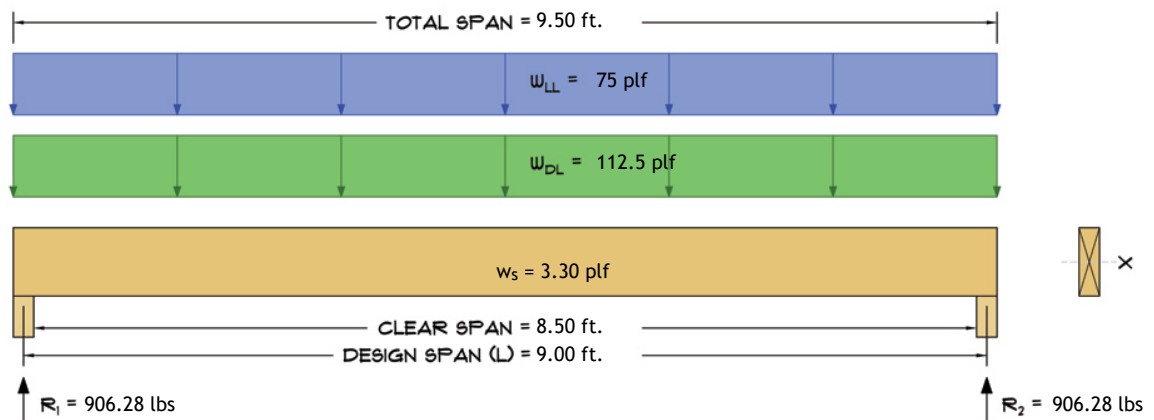 TOTAL SPAN = 9.50 ft.
wLL = 75 plf
wDL = 112.5 plf
ws = 3.30 plf
X
CLEAR SPAN = 8.50 ft.
DESIGN SPAN (L) = 9.00 ft.
R1 = 906.28 lbs
R2 = 906.28 lbs